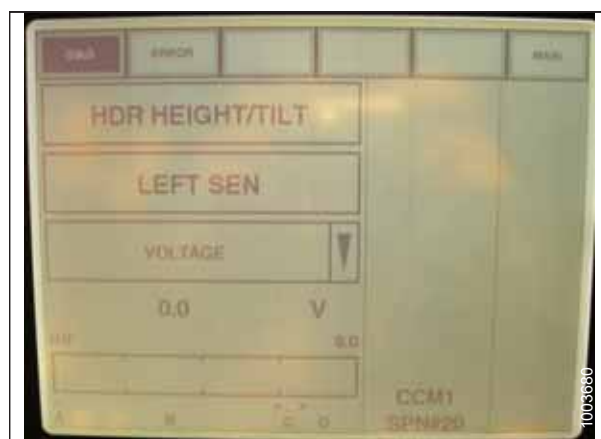 DIAG ERROR MAIN
HDR HEIGHT/TILT
LEFT SEN
VOLTAGE
0.0 V
0.0
A B C D
CCM1
SPN#20
1003680